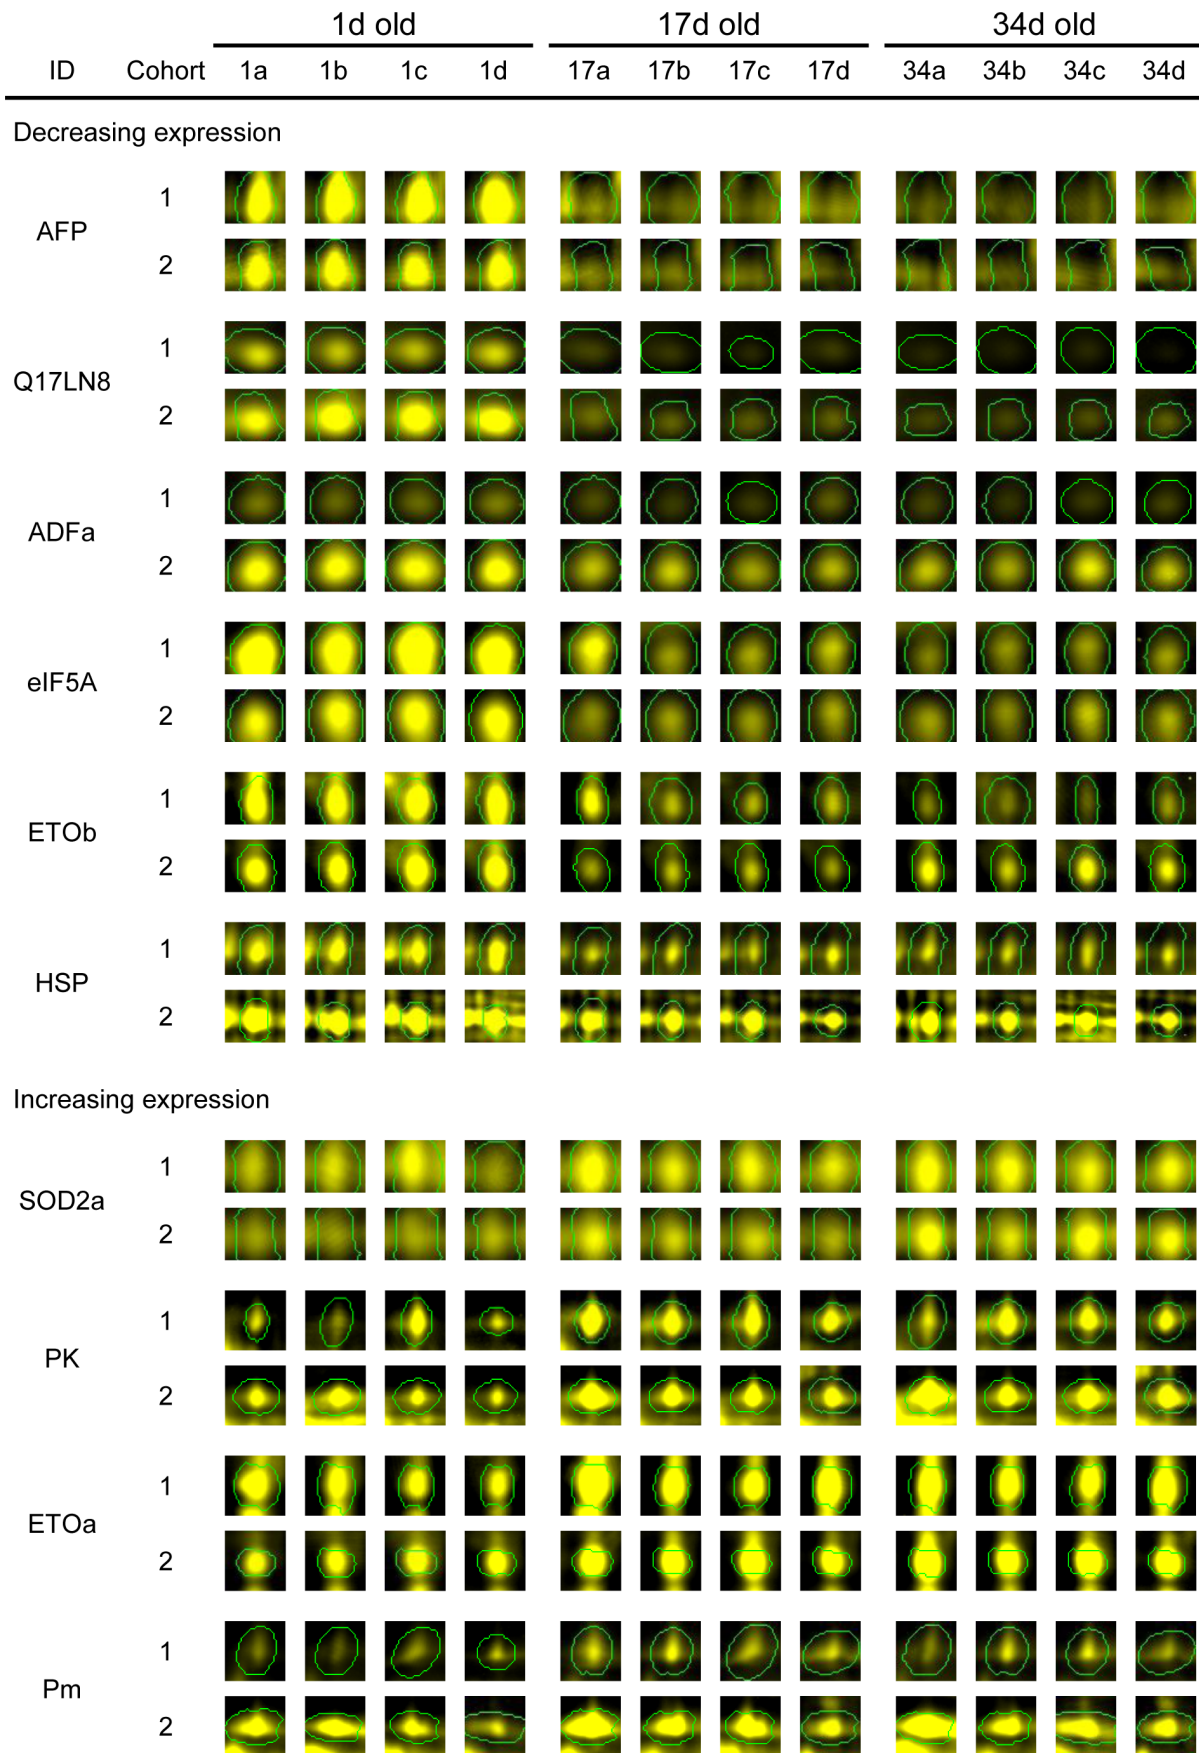 1d old 17d old 34d old
ID Cohort 1a 1b 1c 1d 17a 17b 17c 17d 34a 34b 34c 34d
Decreasing expression
1
AFP
2
1
Q17LN8
2
1
ADFa
2
1
eIF5A
2
1
ETOb
2
1
HSP
2
Increasing expression
1
SOD2a
2
1
PK
2
1
ETOa
2
1
Pm
2